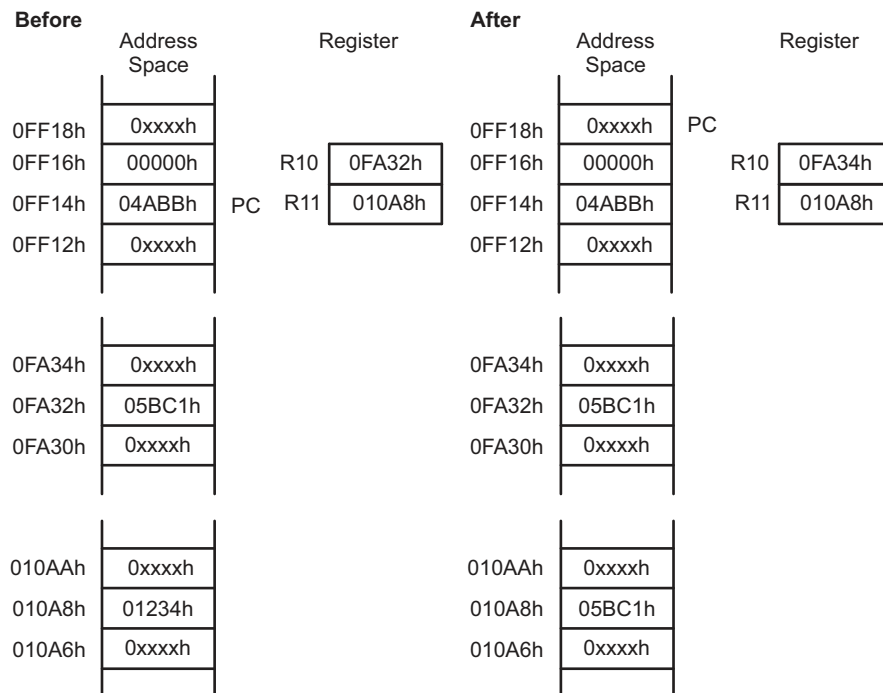 Before After
Address Register Address Register
Space Space
0FF18h 0xxxxh 0FF18h 0xxxxh PC
0FF16h 00000h R10 0FA32h 0FF16h 00000h R10 0FA34h
0FF14h 04ABBh PC R11 010A8h 0FF14h 04ABBh R11 010A8h
0FF12h 0xxxxh 0FF12h 0xxxxh
0FA34h 0xxxxh 0FA34h 0xxxxh
0FA32h 05BC1h 0FA32h 05BC1h
0FA30h 0xxxxh 0FA30h 0xxxxh
010AAh 0xxxxh 010AAh 0xxxxh
010A8h 01234h 010A8h 05BC1h
010A6h 0xxxxh 010A6h 0xxxxh